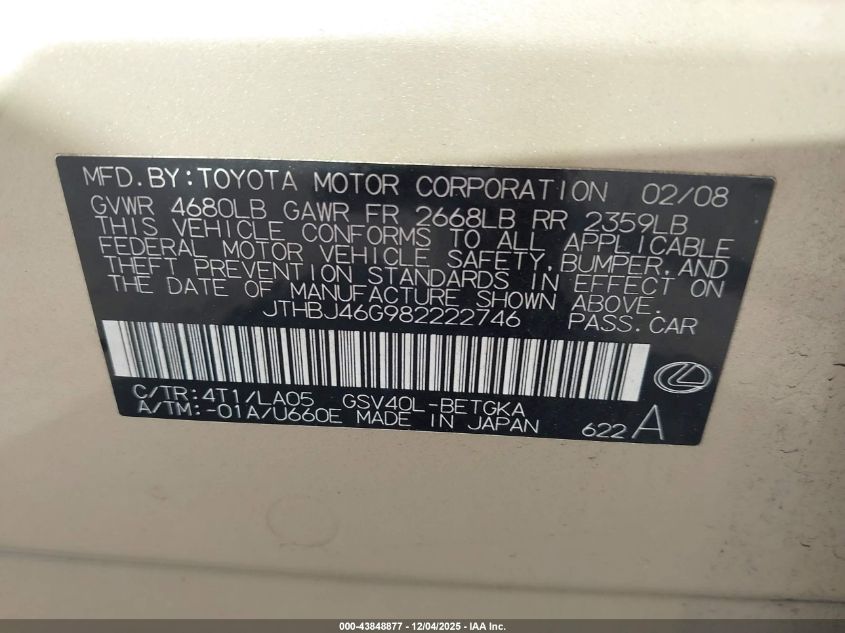 MFD.BY:TOYOTA MOTOR CORPORATION 02/08
GVWR 4680LB GAWR FR 2668LB RR 2359LB
THIS VEHICLE CONFORMS TO ALL APPLICABLE
FEDERAL MOTOR VEHICLE SAFETY,BUMPER,AND
THEFT PREVENTION STANDARDS IN EFFECT ON
THE DATE OF MANUFACTURE SHOWN ABOVE.
JTHBJ46G982222746 PASS.CAR
C/TR:4T1/LA05 GSV40L-BETGKA
A/TM:-01A/U660E MADE IN JAPAN
622A
000-43848877 - 12/04/2025 - IAA Inc.